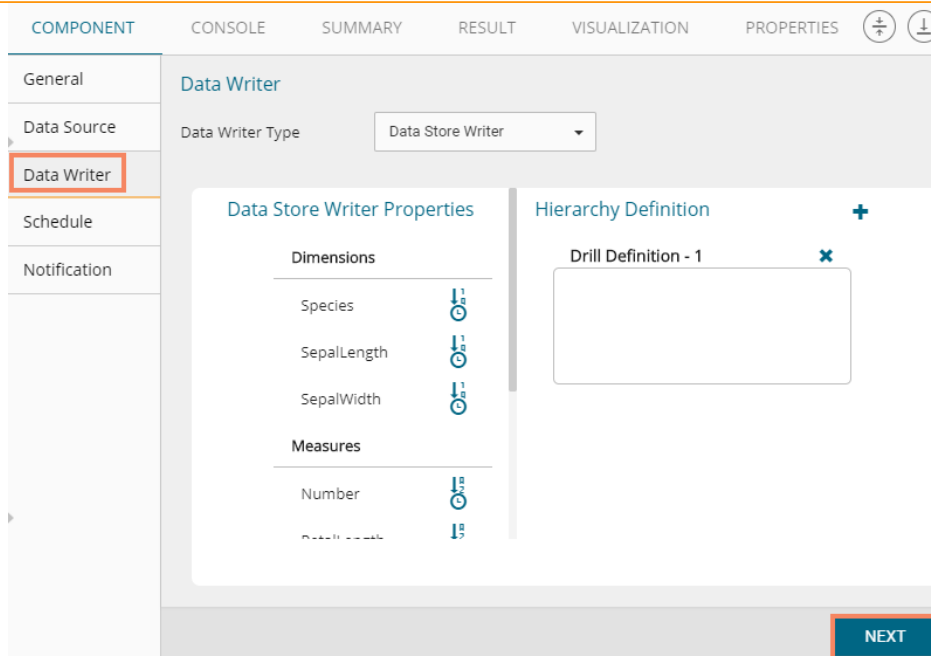 COMPONENT CONSOLE SUMMARY RESULT VISUALIZATION PROPERTIES
General
Data Source
Data Writer
Schedule
Notification
Data Writer
Data Writer Type Data Store Writer
Data Store Writer Properties
Dimensions
Species
SepalLength
SepalWidth
Measures
Number
Hierarchy Definition
Drill Definition - 1
NEXT